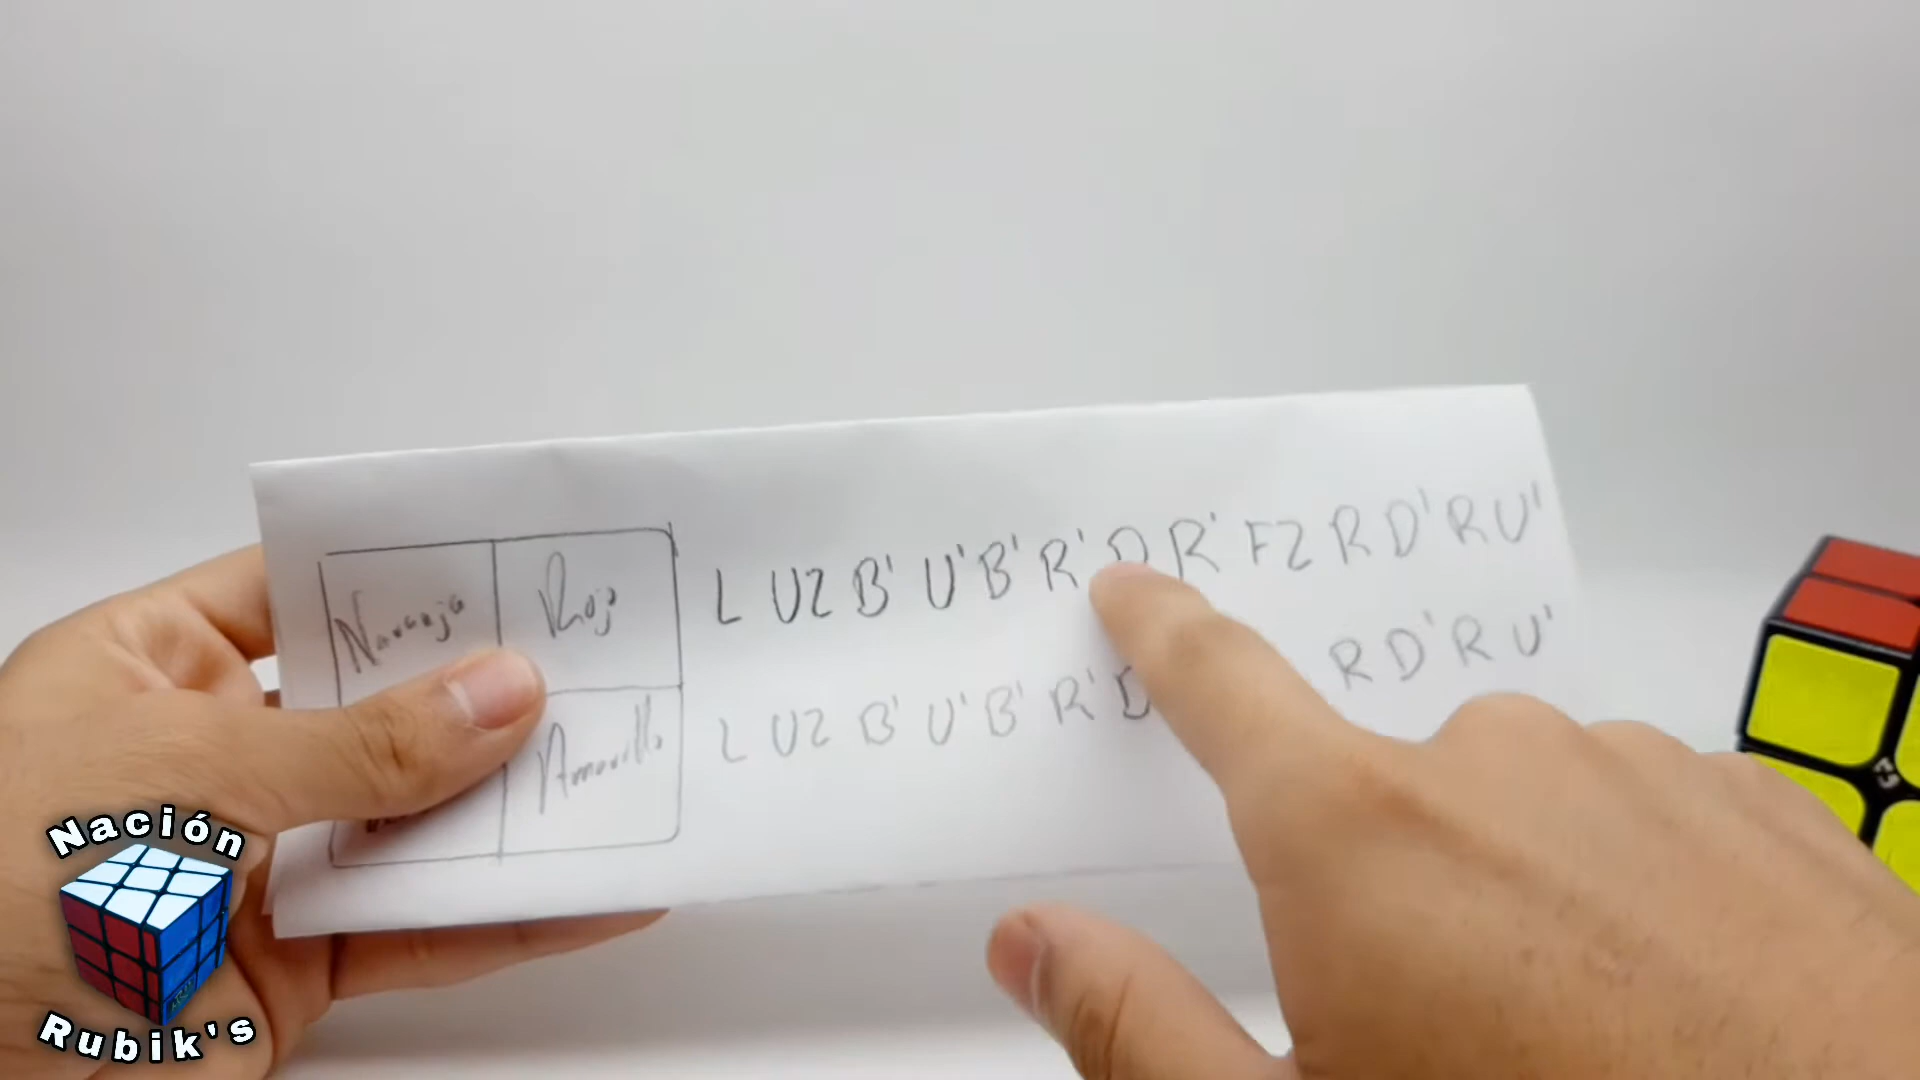 Naranja Rojo
Amarillo
L U2 B' U' B' R' D R' F2 R D' R U'
L U2 B' U' B' R' D R D' R U'
Nación
Rubik's